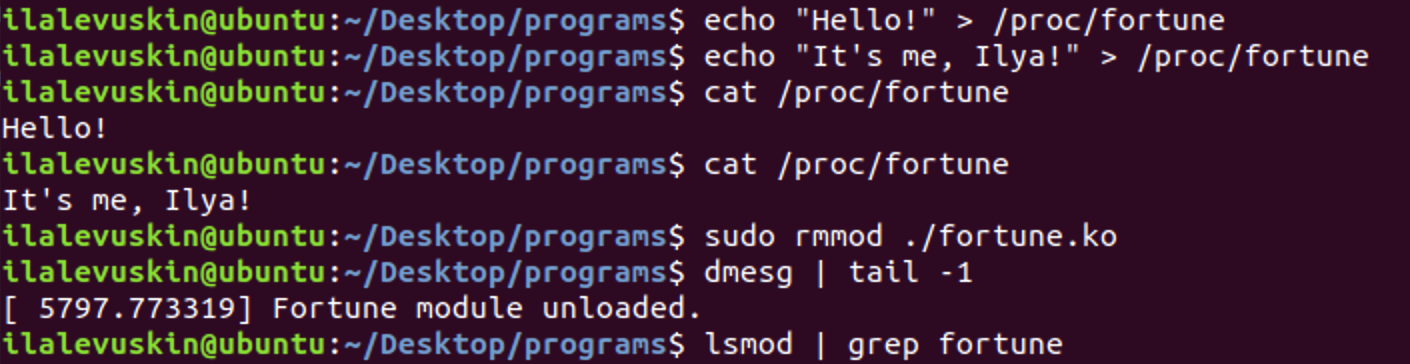 ilalevuskin@ubuntu:~/Desktop/programs$ echo "Hello!" > /proc/fortune
ilalevuskin@ubuntu:~/Desktop/programs$ echo "It's me, Ilya!" > /proc/fortune
ilalevuskin@ubuntu:~/Desktop/programs$ cat /proc/fortune
Hello!
ilalevuskin@ubuntu:~/Desktop/programs$ cat /proc/fortune
It's me, Ilya!
ilalevuskin@ubuntu:~/Desktop/programs$ sudo rmmod ./fortune.ko
ilalevuskin@ubuntu:~/Desktop/programs$ dmesg | tail -1
[ 5797.773319] Fortune module unloaded.
ilalevuskin@ubuntu:~/Desktop/programs$ lsmod | grep fortune